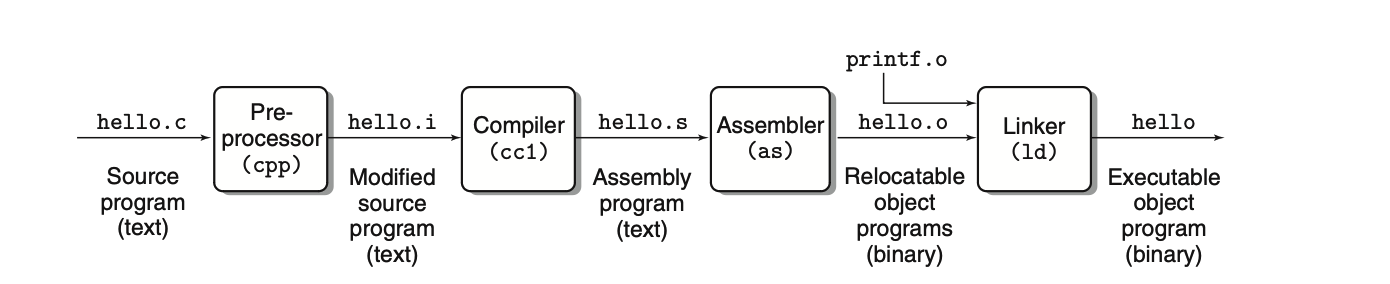 printf.o
hello.c
Pre-
processor
(cpp)
hello.i
Compiler
(cc1)
hello.s
Assembler
(as)
hello.o
Linker
(ld)
hello
Source
program
(text)
Modified
source
program
(text)
Assembly
program
(text)
Relocatable
object
programs
(binary)
Executable
object
program
(binary)